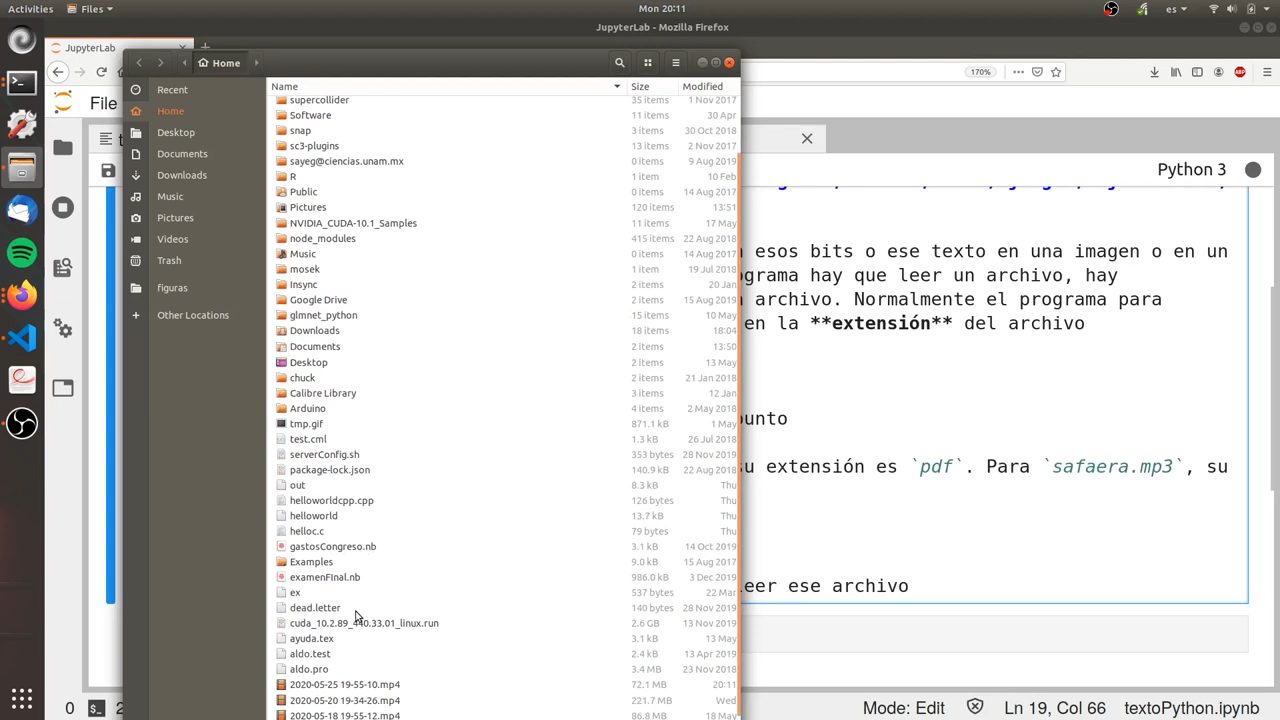 Activities
Files
Mon 20:11
es
JupyterLab - Mozilla Firefox
JupyterLab
170%
ABP
File
Home
Name Size Modified
Recent
Home
Desktop
Documents
Downloads
Music
Pictures
Videos
Trash
figuras
Other Locations
supercollider 35 items 1 Nov 2017
Software 11 items 30 Apr
snap 3 items 30 Oct 2018
sc3-plugins 13 items 2 Nov 2017
sayeg@ciencias.unam.mx 0 items 9 Aug 2019
R 1 item 10 Feb
Public 0 items 14 Aug 2017
Pictures 120 items 13:51
NVIDIA_CUDA-10.1_Samples 11 items 17 May
node_modules 415 items 22 Aug 2018
Music 0 items 14 Aug 2017
mosek 1 item 19 Jul 2018
Insync 2 items 20 Jan
Google Drive 2 items 15 Aug 2019
glmnet_python 15 items 10 May
Downloads 18 items 18:04
Documents 2 items 13:50
Desktop 2 items 13 May
chuck 2 items 21 Jan 2018
Calibre Library 3 items 12 Jan
Arduino 4 items 2 May 2018
tmp.gif 871.1 kB 1 May
test.cml 1.3 kB 26 Jul 2018
serverConfig.sh 353 bytes 28 Nov 2019
package-lock.json 140.9 kB 22 Aug 2018
out 8.3 kB Thu
helloworldcpp.cpp 126 bytes Thu
helloworld 13.7 kB Thu
helloc.c 79 bytes Thu
gastosCongreso.nb 3.1 kB 14 Oct 2019
Examples 9.0 kB 15 Aug 2017
examenFInal.nb 986.0 kB 3 Dec 2019
ex 537 bytes 22 Mar
dead.letter 140 bytes 28 Nov 2019
cuda_10.2.89_440.33.01_linux.run 2.6 GB 13 Nov 2019
ayuda.tex 3.1 kB 13 May
aldo.test 2.4 kB 13 Apr 2019
aldo.pro 3.4 MB 23 Nov 2018
2020-05-25 19-55-10.mp4 72.1 MB 20:11
2020-05-20 19-34-26.mp4 221.7 MB Wed
2020-05-18 19-55-12.mp4 86.8 MB 18 May
Python 3
esos bits o ese texto en una imagen o en un
grama hay que leer un archivo, hay
archivo. Normalmente el programa para
en la **extensión** del archivo
unto
su extensión es `pdf`. Para `safaera.mp3`, su
leer ese archivo
0
Mode: Edit
Ln 19, Col 66
textoPython.ipynb